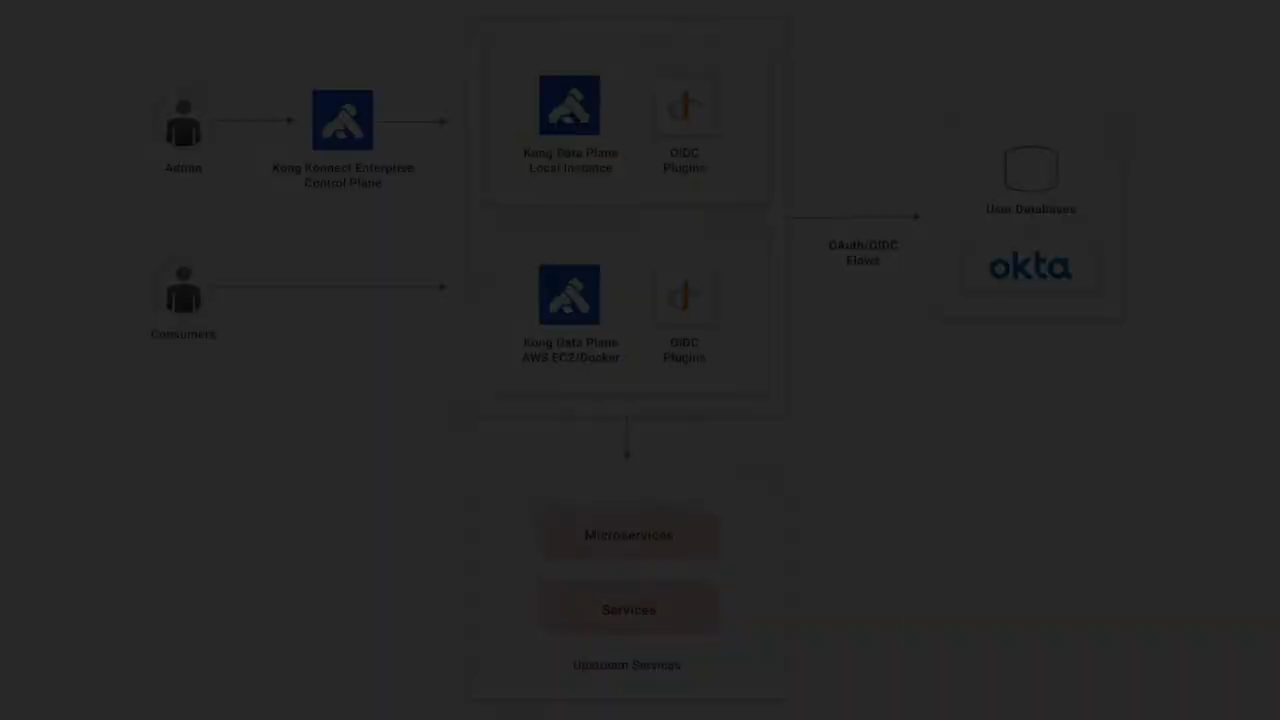 Admin
Kong Konnect Enterprise
Control Plane
Kong Data Plane
Local Instance
OIDC
Plugins
Consumers
Kong Data Plane
AWS EC2/Docker
OIDC
Plugins
OAuth/OIDC
Flows
User Databases
okta
Microservices
Services
Upstream Services